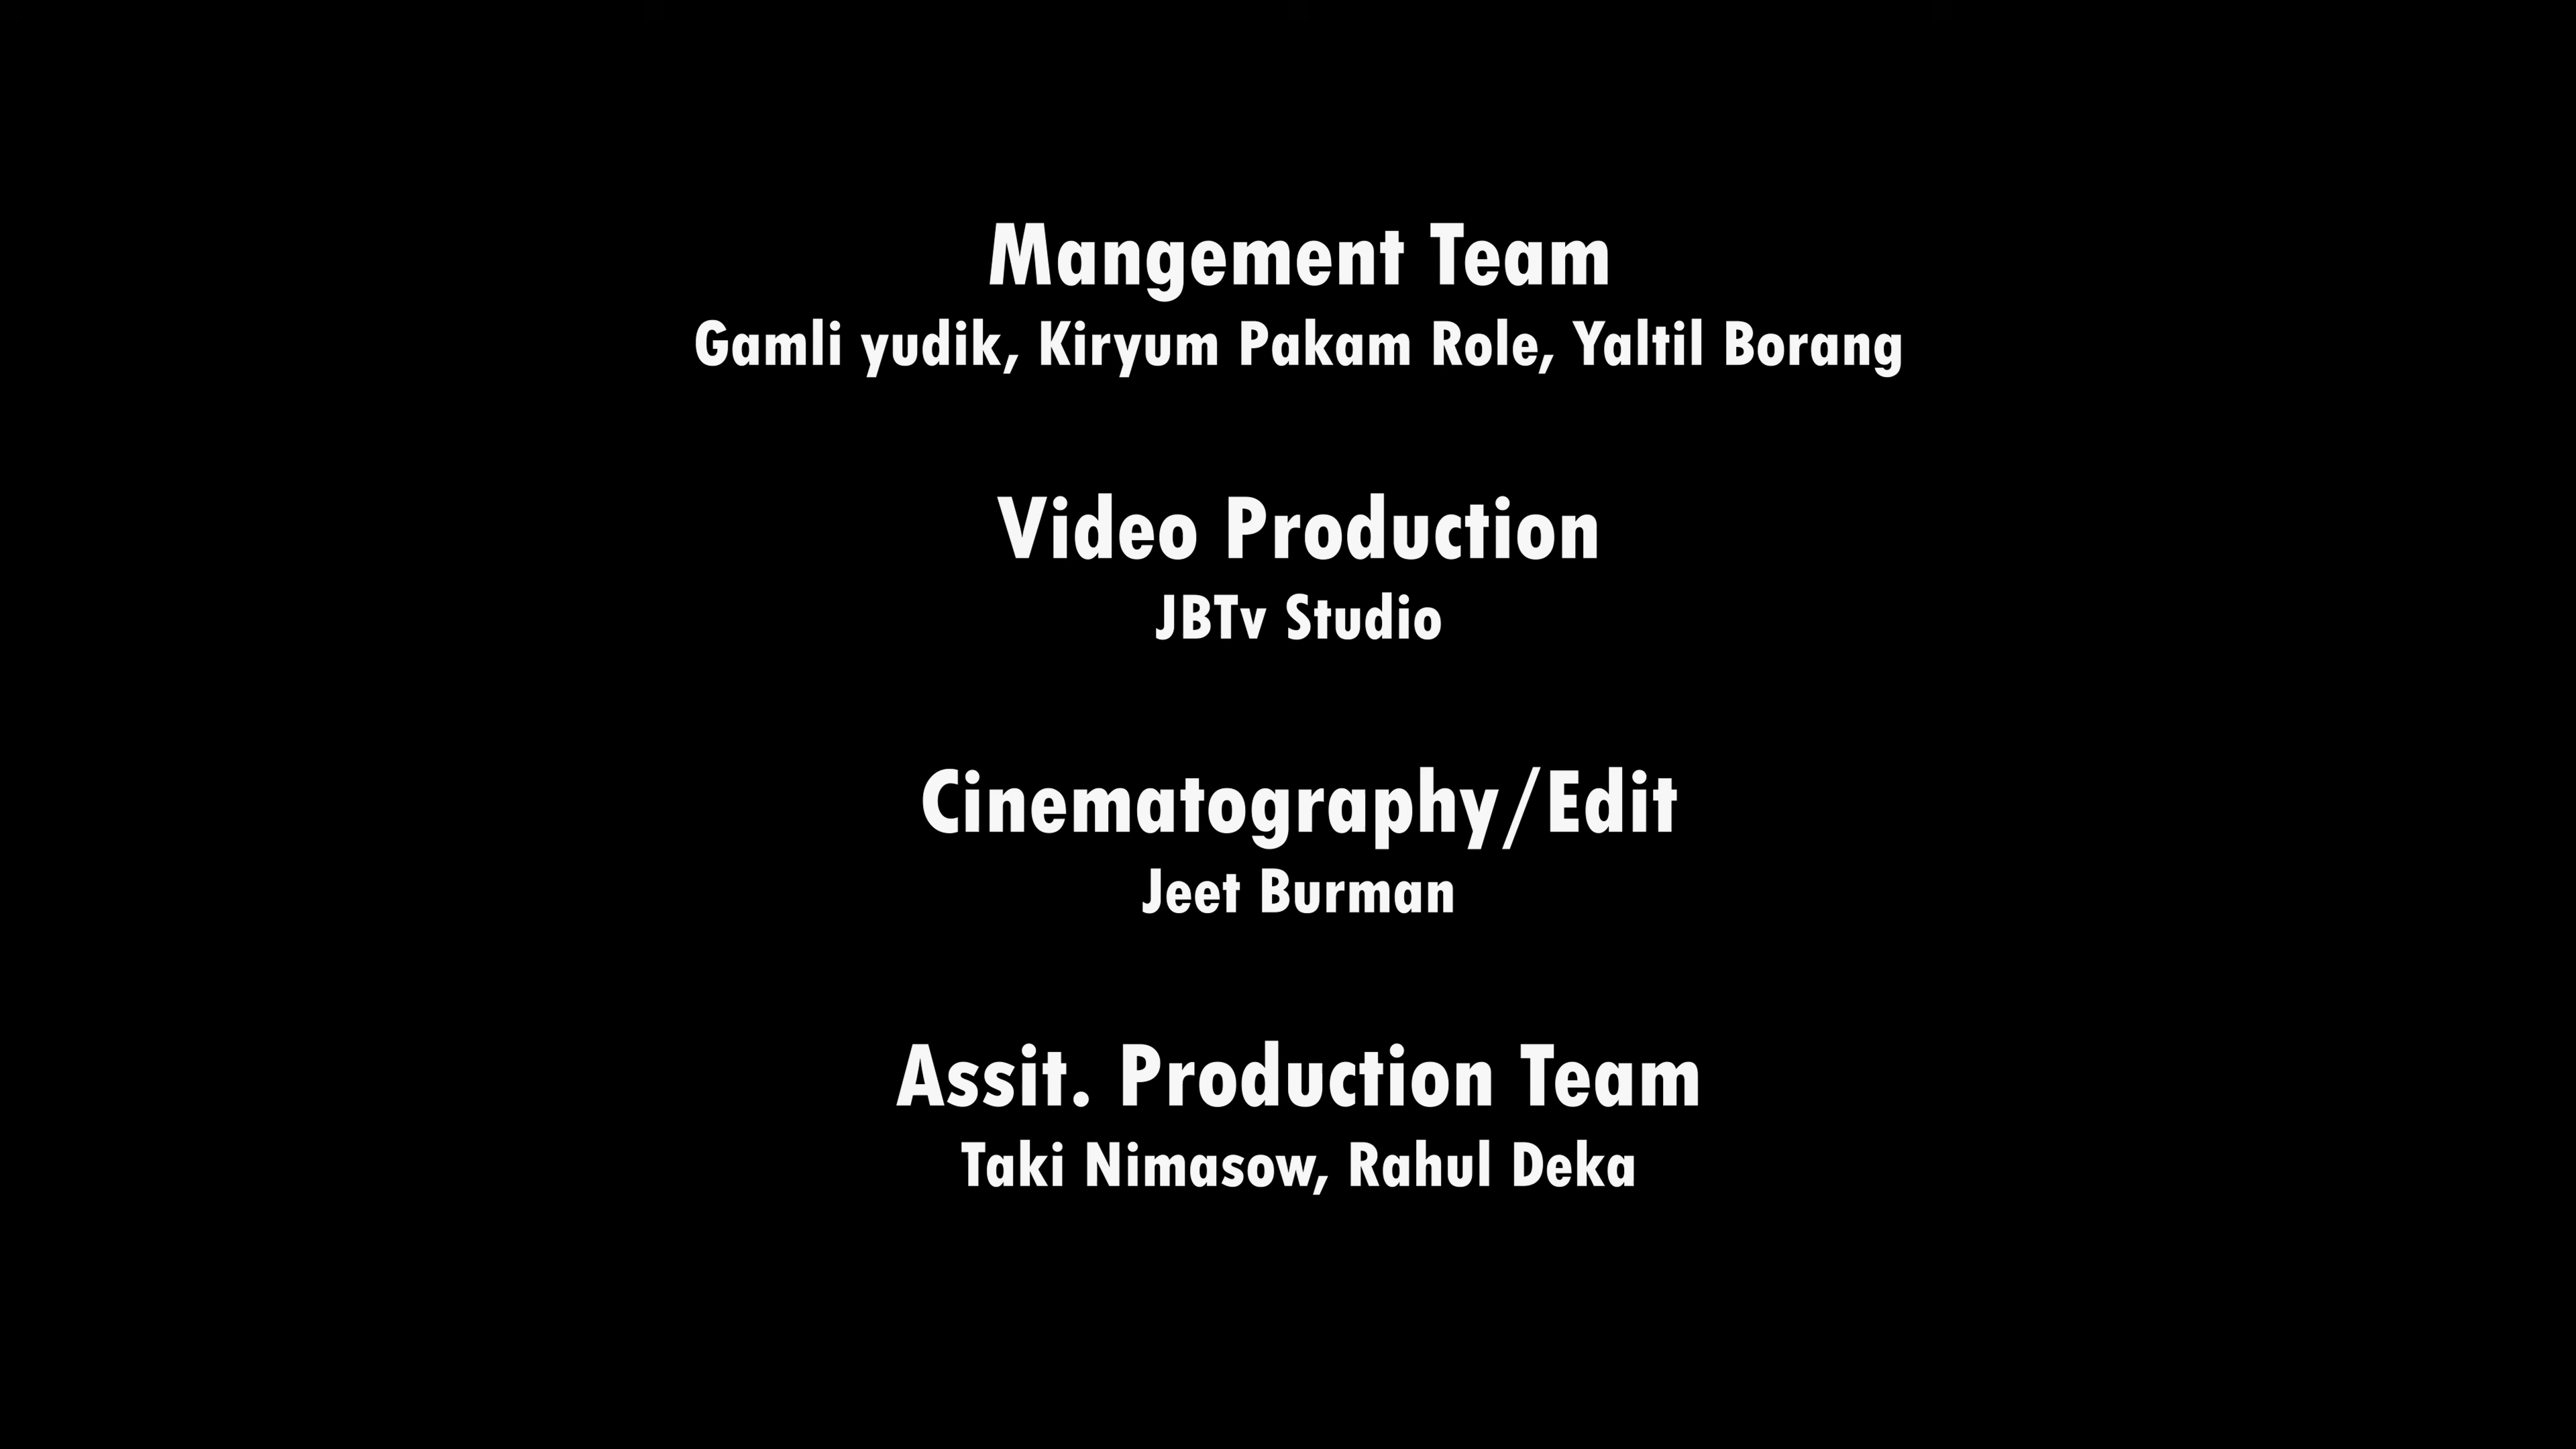 Mangement Team
Gamli yudik, Kiryum Pakam Role, Yaltil Borang
Video Production
JBTv Studio
Cinematography/Edit
Jeet Burman
Assit. Production Team
Taki Nimasow, Rahul Deka